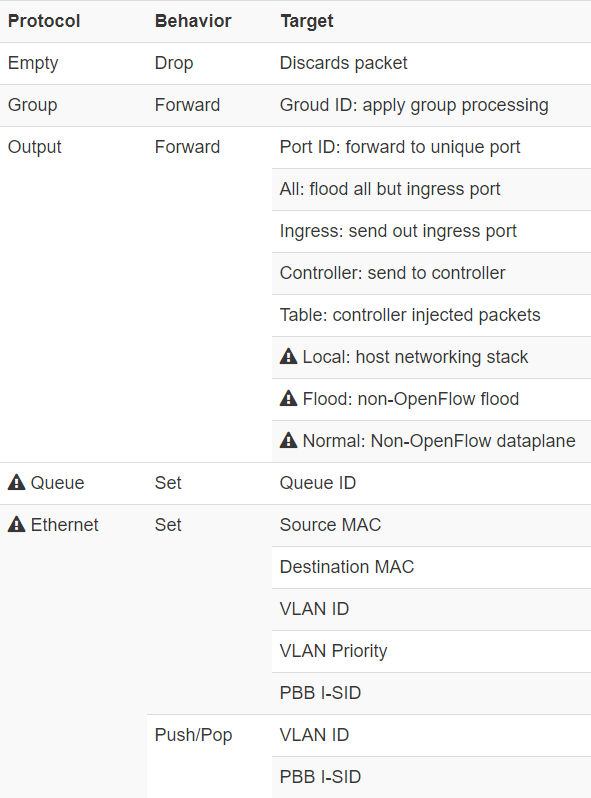 Protocol Behavior Target
Empty Drop Discards packet
Group Forward Groud ID: apply group processing
Output Forward Port ID: forward to unique port
All: flood all but ingress port
Ingress: send out ingress port
Controller: send to controller
Table: controller injected packets
Local: host networking stack
Flood: non-OpenFlow flood
Normal: Non-OpenFlow dataplane
Queue Set Queue ID
Ethernet Set Source MAC
Destination MAC
VLAN ID
VLAN Priority
PBB I-SID
Push/Pop VLAN ID
PBB I-SID